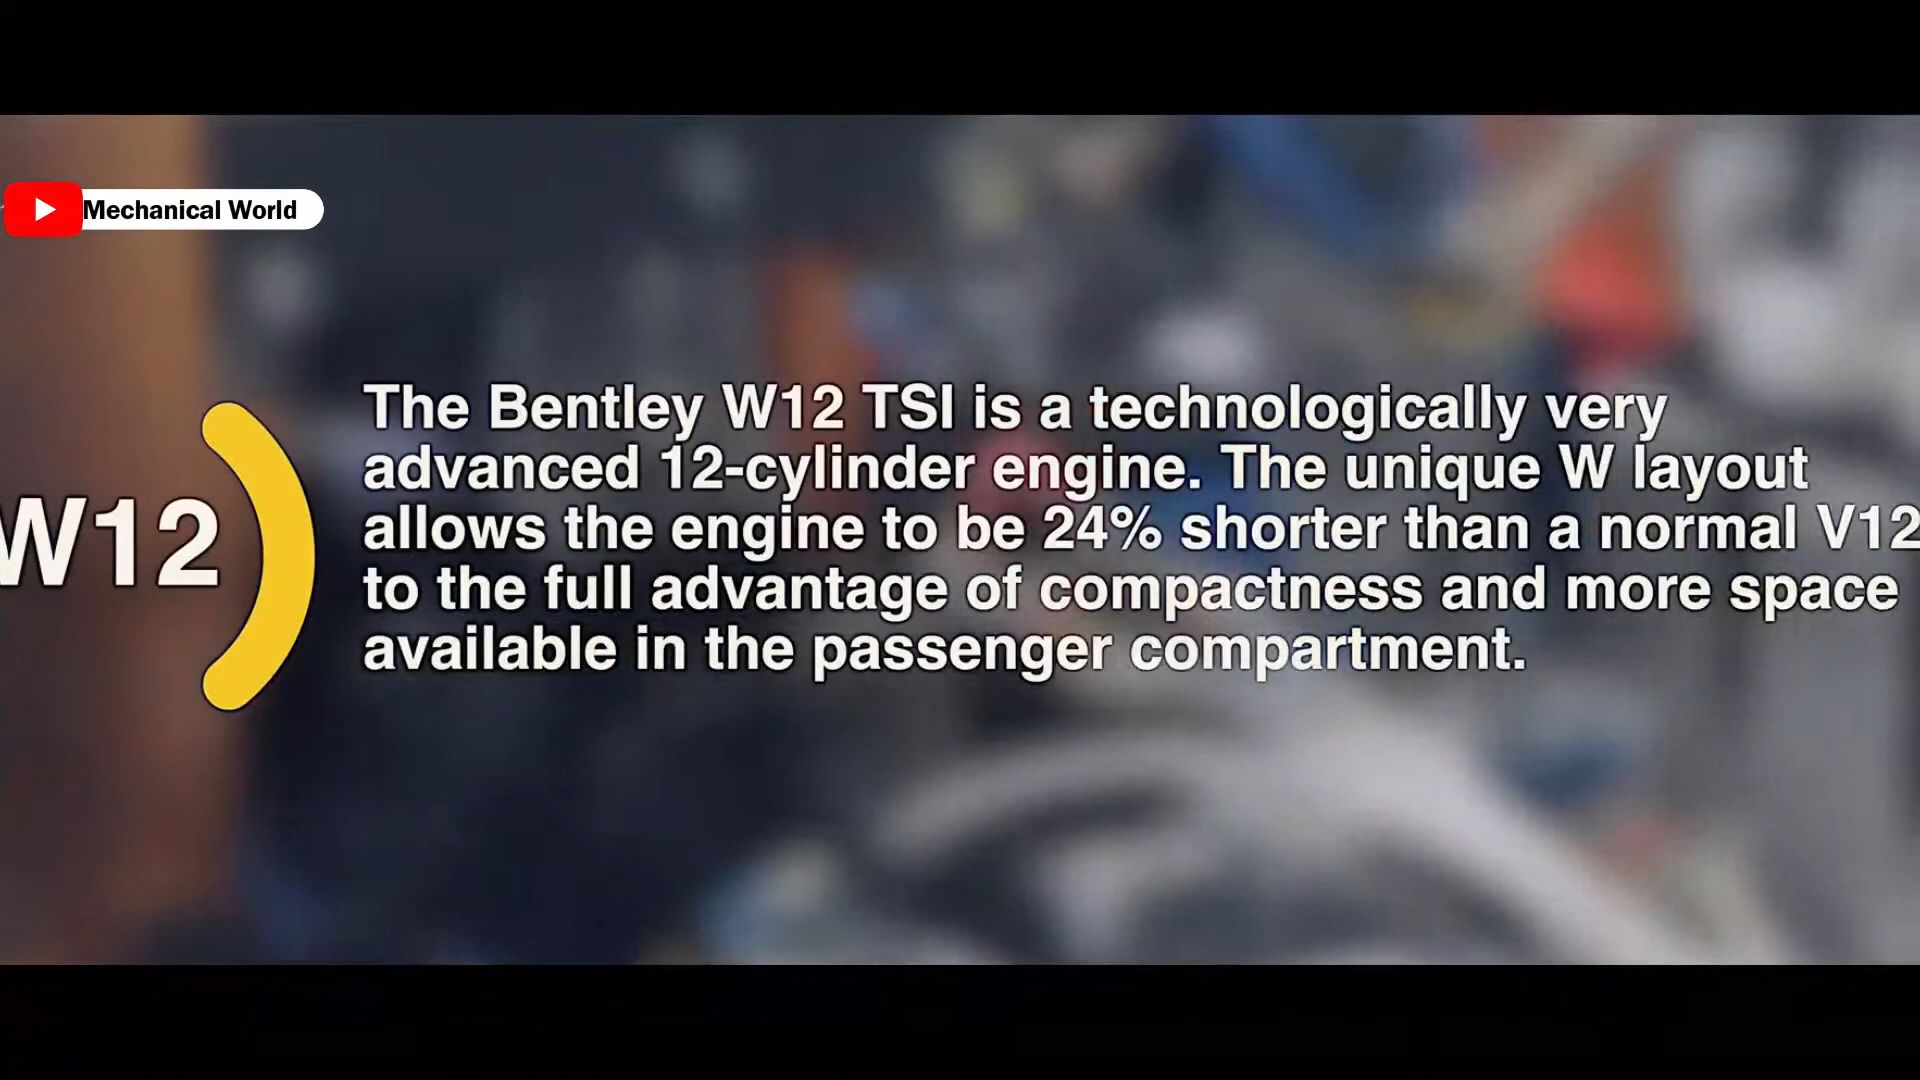 Mechanical World
W12
The Bentley W12 TSI is a technologically very
advanced 12-cylinder engine. The unique W layout
allows the engine to be 24% shorter than a normal V12
to the full advantage of compactness and more space
available in the passenger compartment.